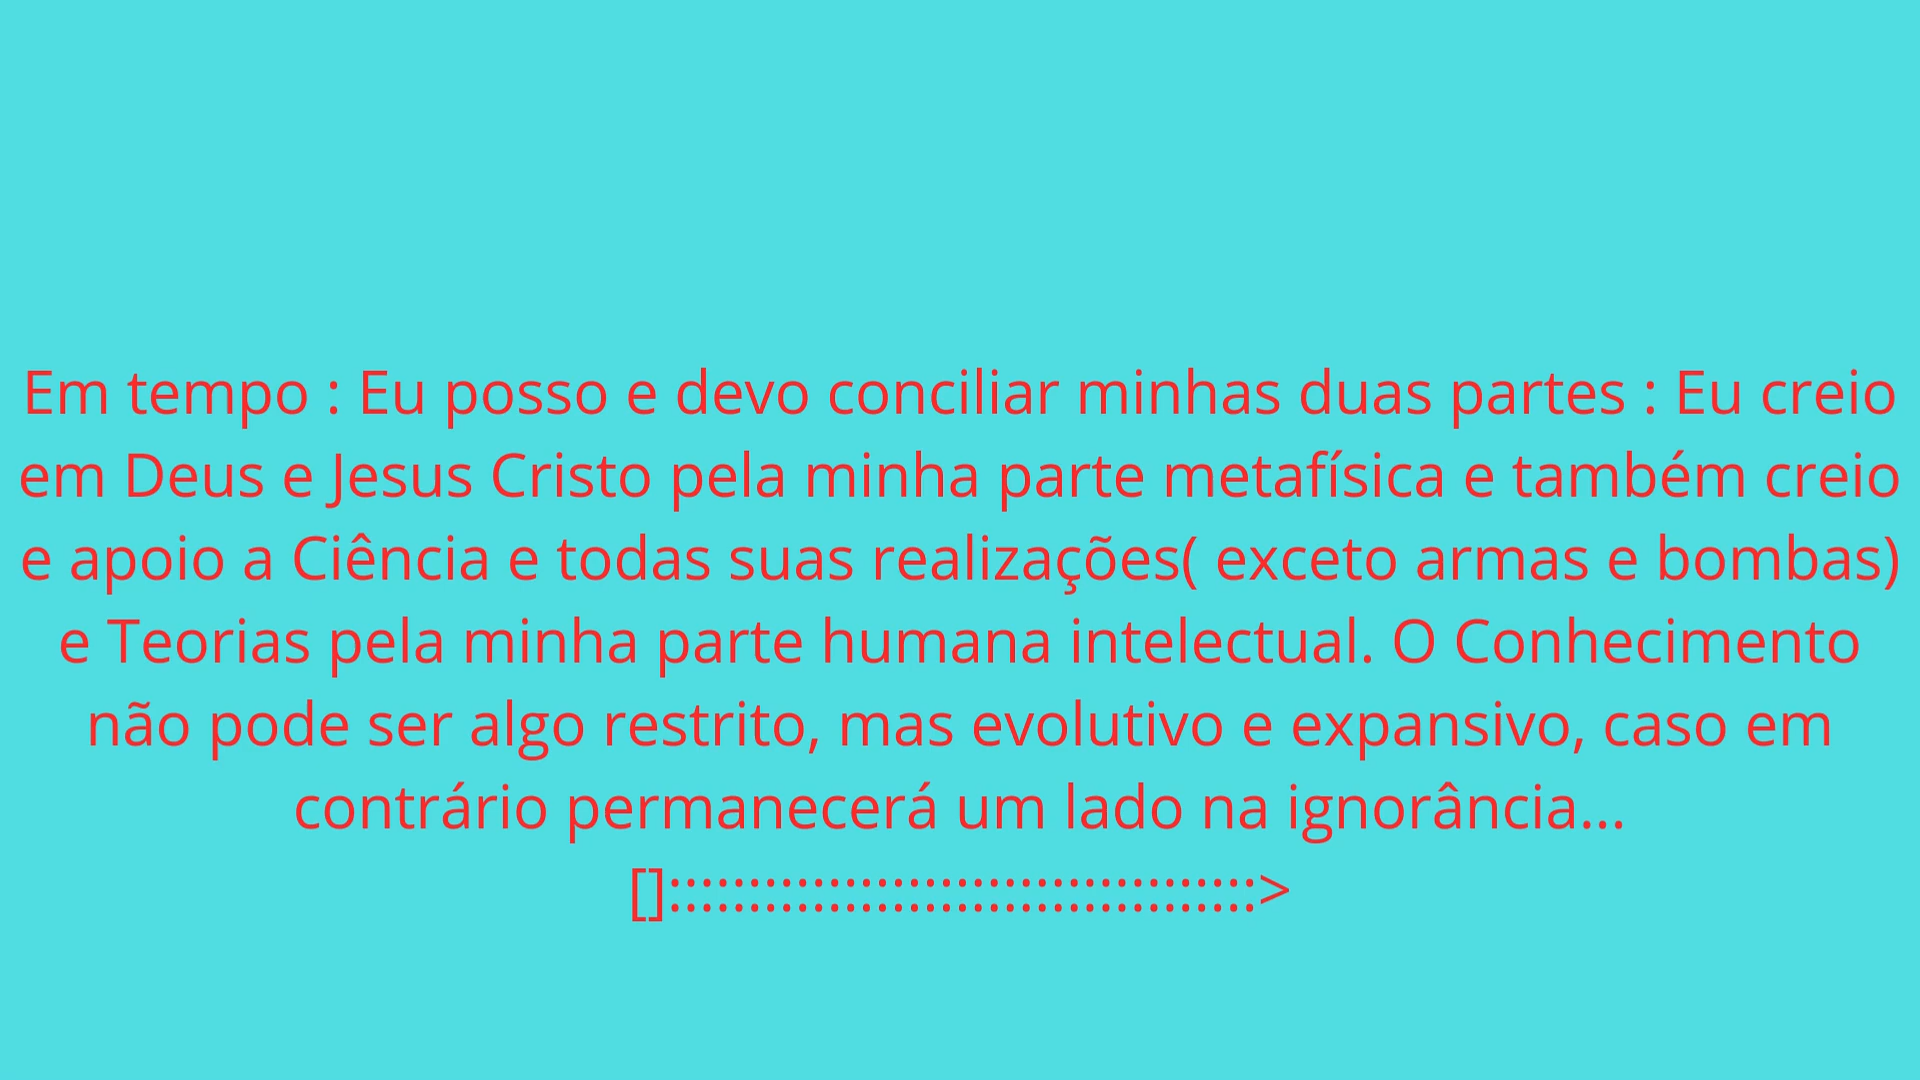 Em tempo : Eu posso e devo conciliar minhas duas partes : Eu creio
em Deus e Jesus Cristo pela minha parte metafísica e também creio
e apoio a Ciência e todas suas realizações( exceto armas e bombas)
e Teorias pela minha parte humana intelectual. O Conhecimento
não pode ser algo restrito, mas evolutivo e expansivo, caso em
contrário permanecerá um lado na ignorância...
[]:::::::::::::::::::::::::::::::::::::>